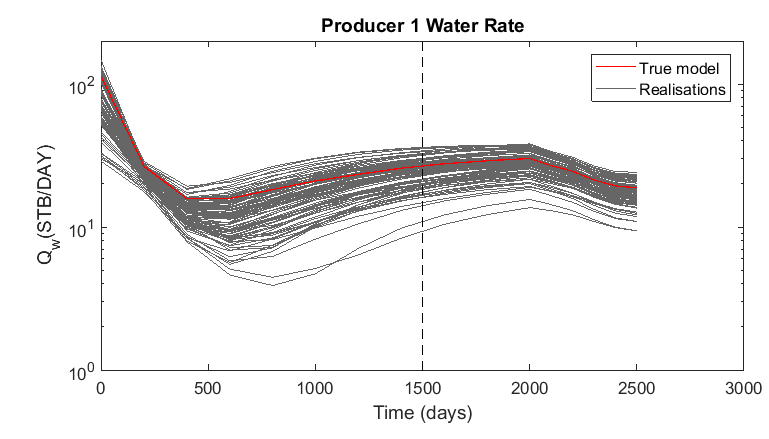 Producer 1 Water Rate
True model
Realisations
10^2
10^1
10^0
Q_w(STB/DAY)
0 500 1000 1500 2000 2500 3000
Time (days)